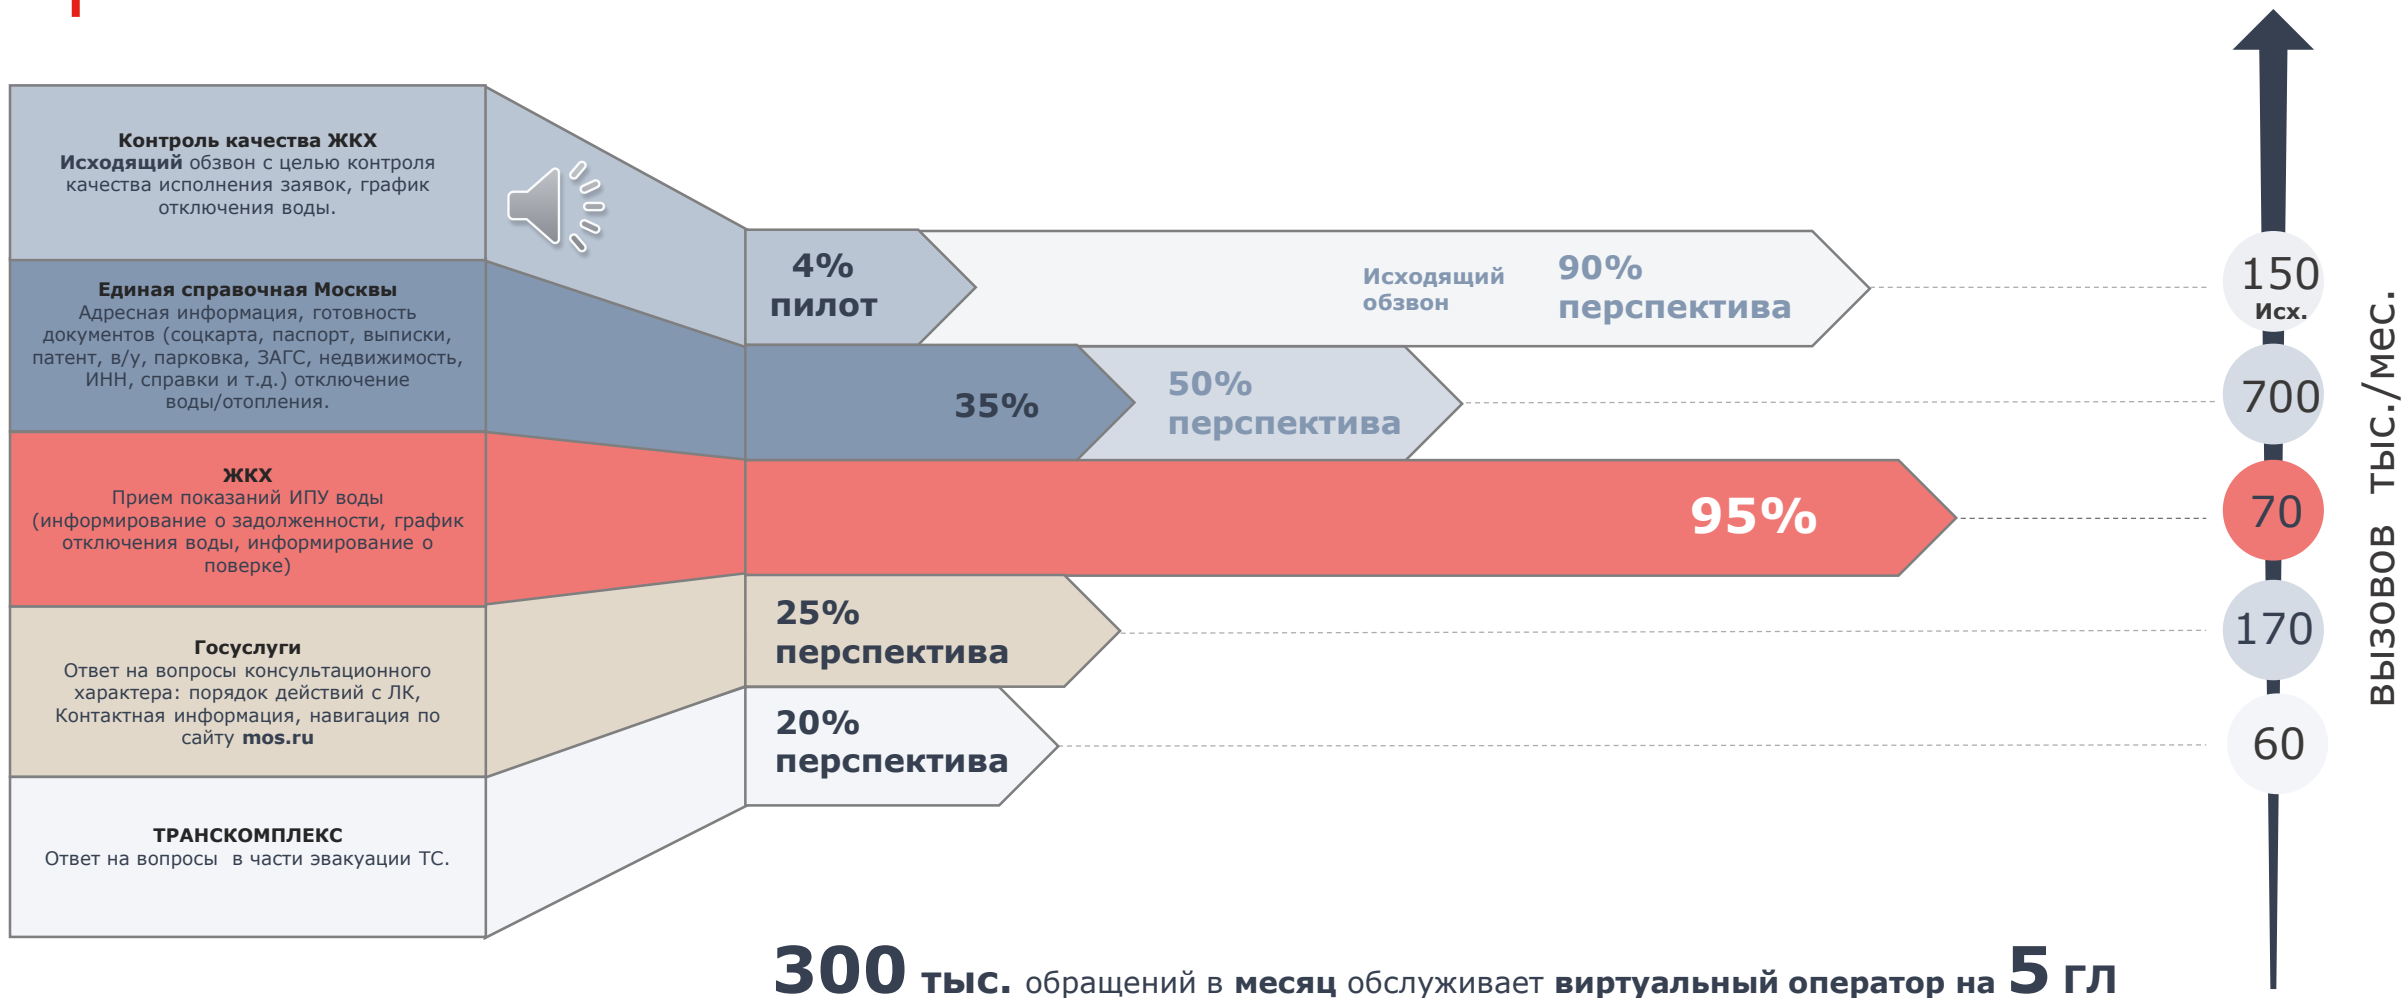 Контроль качества ЖКХ
Исходящий обзвон с целью контроля
качества исполнения заявок, график
отключения воды.
Единая справочная Москвы
Адресная информация, готовность
документов (соцкарта, паспорт, выписки,
патент, в/у, парковка, ЗАГС, недвижимость,
ИНН, справки и т.д.) отключение
воды/отопления.
ЖКХ
Прием показаний ИПУ воды
(информирование о задолженности, график
отключения воды, информирование о
поверке)
Госуслуги
Ответ на вопросы консультационного
характера: порядок действий с ЛК,
Контактная информация, навигация по
сайту mos.ru
ТРАНСКОМПЛЕКС
Ответ на вопросы в части эвакуации ТС.
4%
пилот
Исходящий
обзвон
90%
перспектива
35%
50%
перспектива
95%
25%
перспектива
20%
перспектива
150
Исх.
700
70
170
60
вызовов тыс./мес.
300 тыс. обращений в месяц обслуживает виртуальный оператор на 5 гл